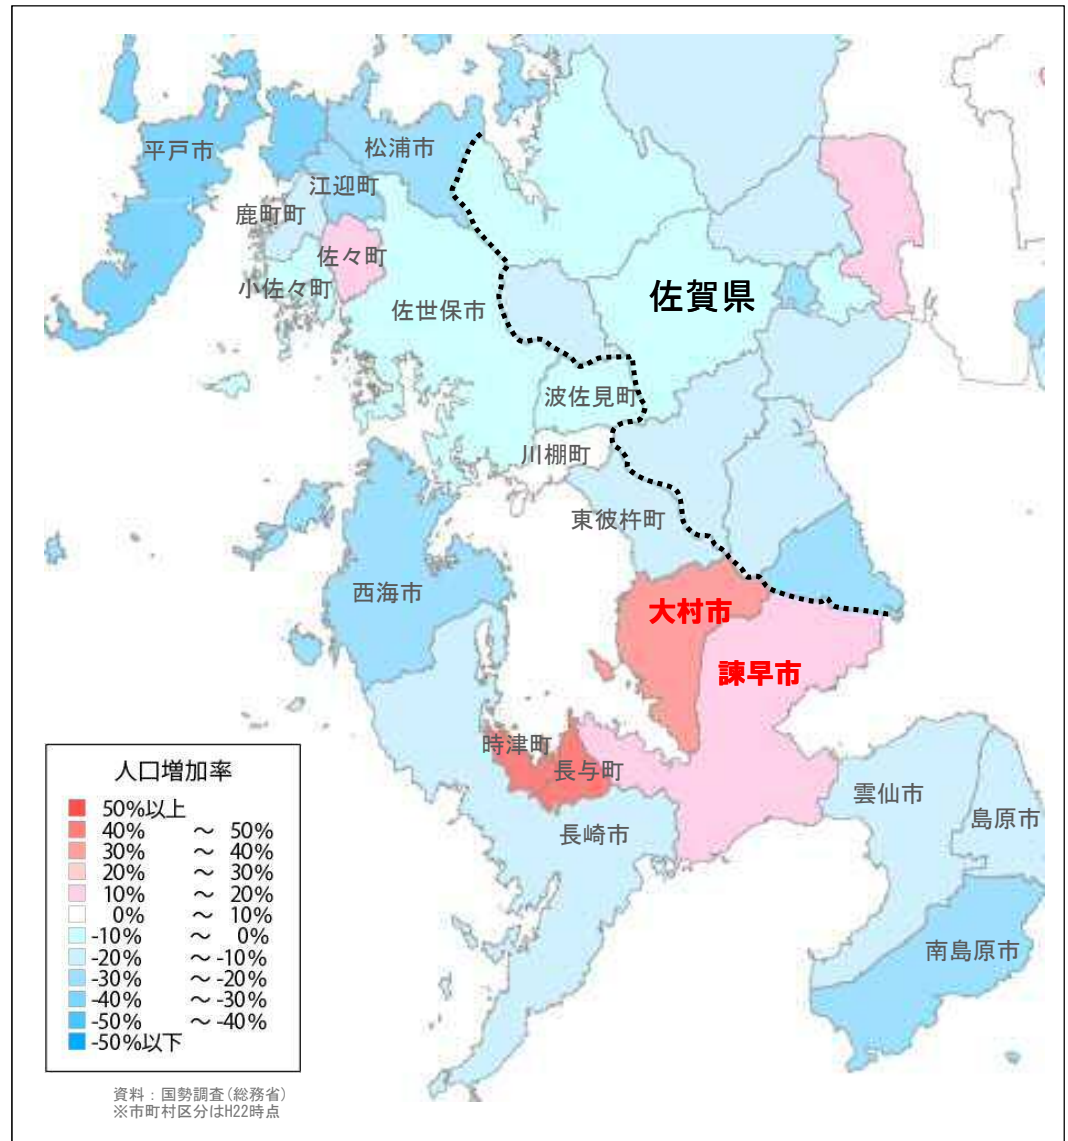 平戸市
松浦市
江迎町
鹿町町
佐々町
小佐々町
佐世保市
佐賀県
波佐見町
川棚町
東彼杵町
西海市
大村市
諫早市
時津町
長与町
長崎市
雲仙市
島原市
南島原市
人口増加率
50%以上
40% ～ 50%
30% ～ 40%
20% ～ 30%
10% ～ 20%
0% ～ 10%
-10% ～ 0%
-20% ～ -10%
-30% ～ -20%
-40% ～ -30%
-50% ～ -40%
-50%以下
資料：国勢調査(総務省)
※市町村区分はH22時点